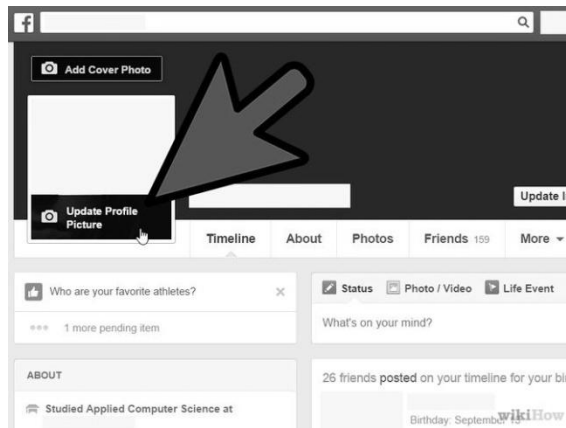 f
Add Cover Photo
Update Profile
Picture
Update I
Timeline About Photos Friends 159 More
Who are your favorite athletes?
1 more pending item
Status Photo / Video Life Event
What's on your mind?
ABOUT
Studied Applied Computer Science at
26 friends posted on your timeline for your bi
Birthday: September
wikiHow